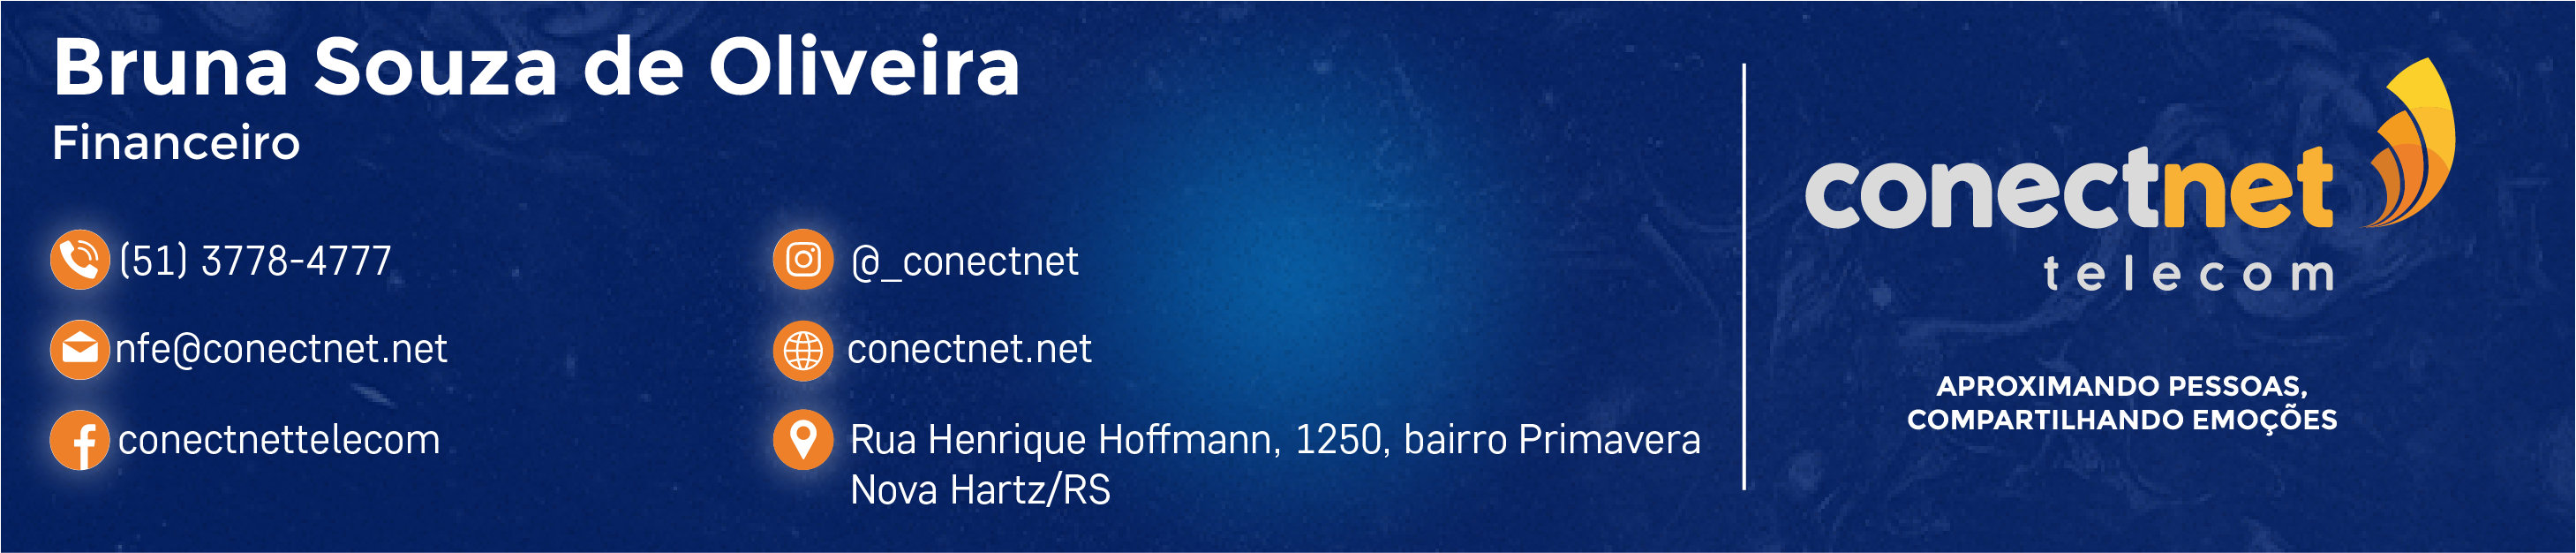 Bruna Souza de Oliveira
Financeiro
(51) 3778-4777
nfe@conectnet.net
conectnettelecom
@_conectnet
conectnet.net
Rua Henrique Hoffmann, 1250, bairro Primavera
Nova Hartz/RS
conectnet
telecom
APROXIMANDO PESSOAS,
COMPARTILHANDO EMOÇÕES